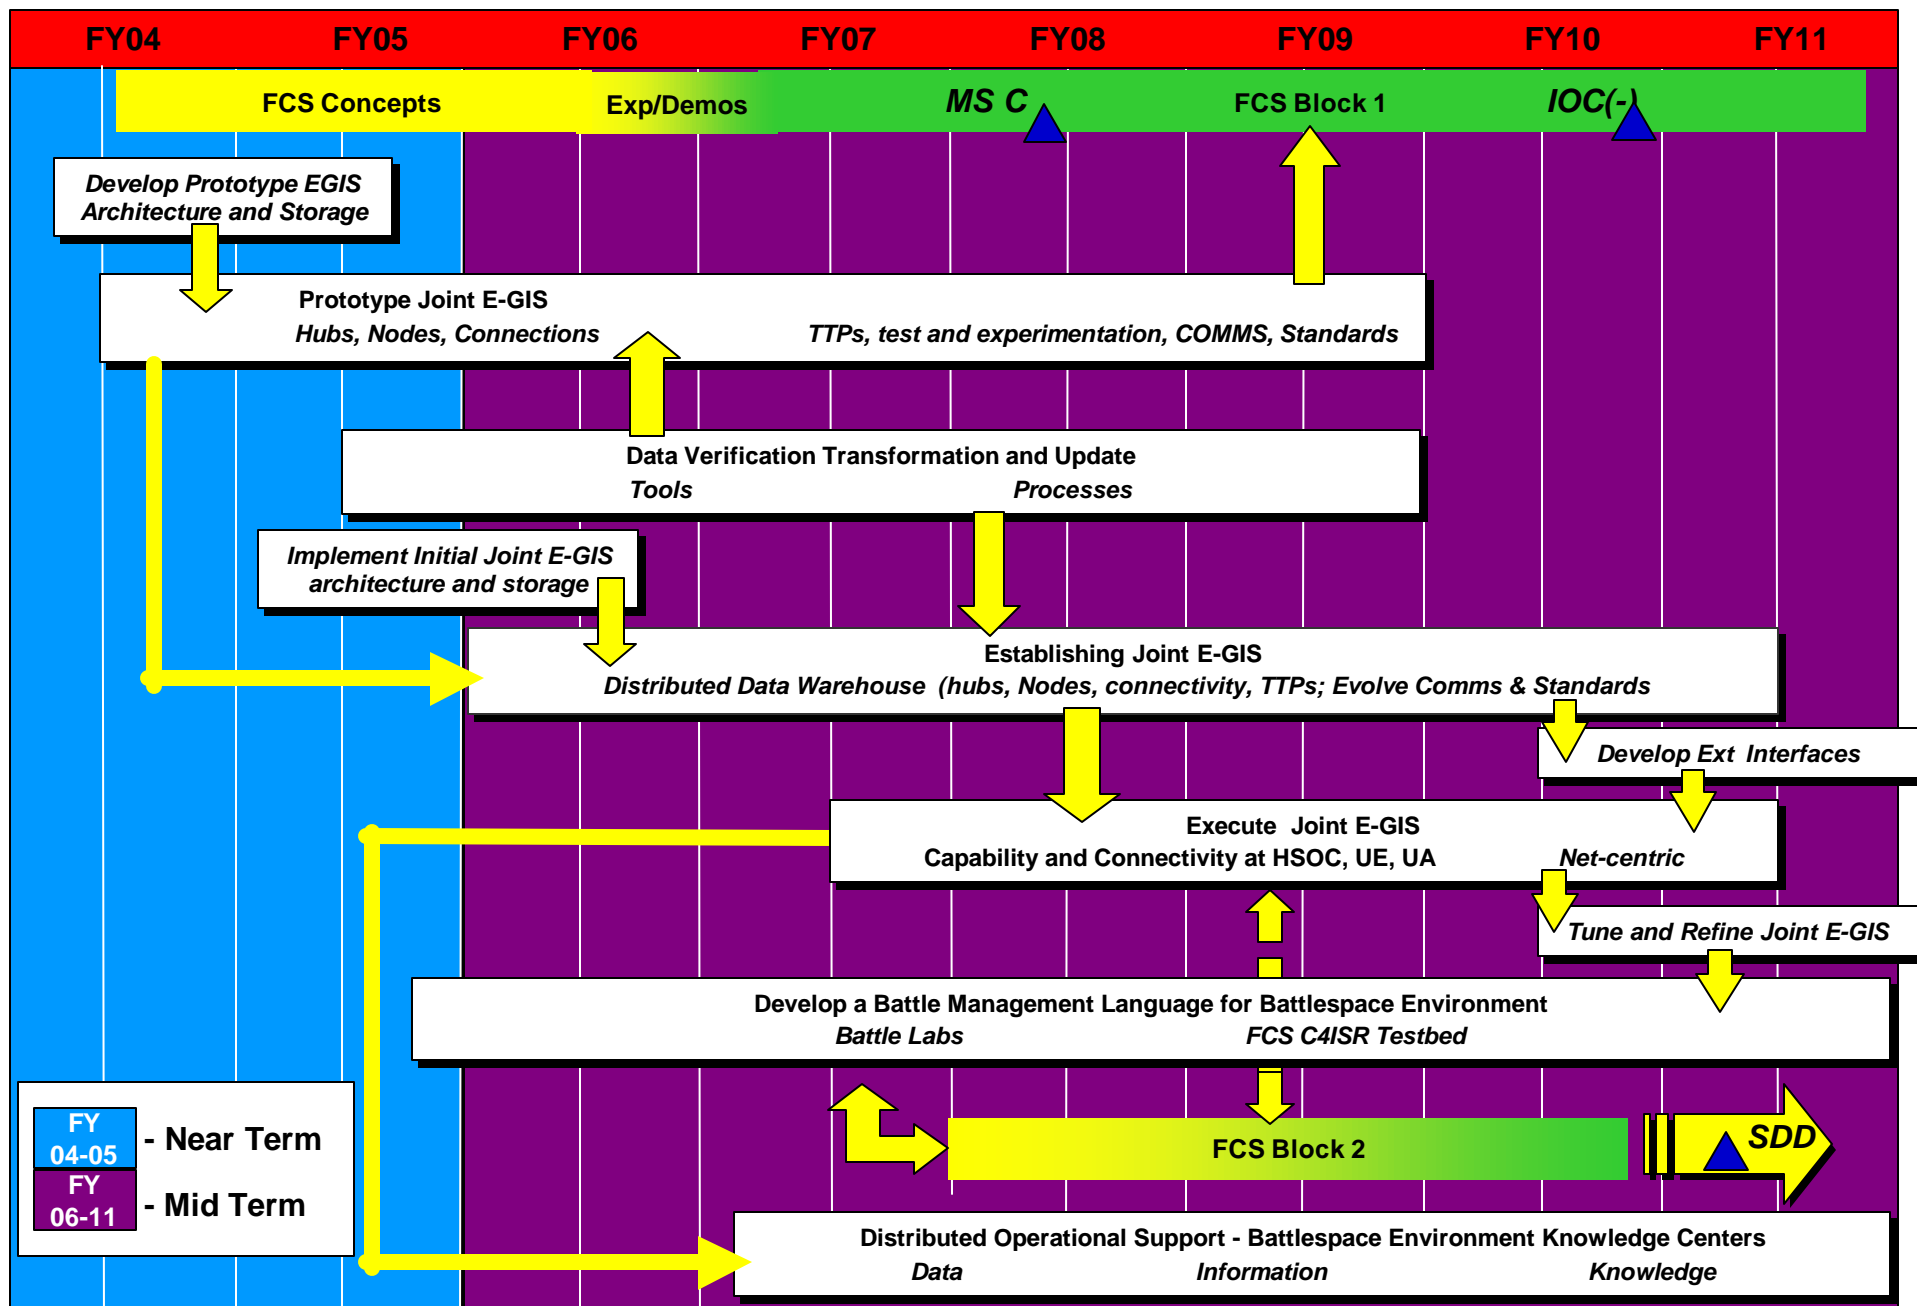 FY04 FY05 FY06 FY07 FY08 FY09 FY10 FY11
FCS Concepts Exp/Demos MS C FCS Block 1 IOC(-)
Develop Prototype EGIS
Architecture and Storage
Prototype Joint E-GIS
Hubs, Nodes, Connections TTPs, test and experimentation, COMMS, Standards
Data Verification Transformation and Update
Tools Processes
Implement Initial Joint E-GIS
architecture and storage
Establishing Joint E-GIS
Distributed Data Warehouse (hubs, Nodes, connectivity, TTPs; Evolve Comms & Standards
Develop Ext Interfaces
Execute Joint E-GIS
Capability and Connectivity at HSOC, UE, UA Net-centric
Tune and Refine Joint E-GIS
Develop a Battle Management Language for Battlespace Environment
Battle Labs FCS C4ISR Testbed
FCS Block 2 SDD
FY
04-05 - Near Term
FY
06-11 - Mid Term
Distributed Operational Support - Battlespace Environment Knowledge Centers
Data Information Knowledge